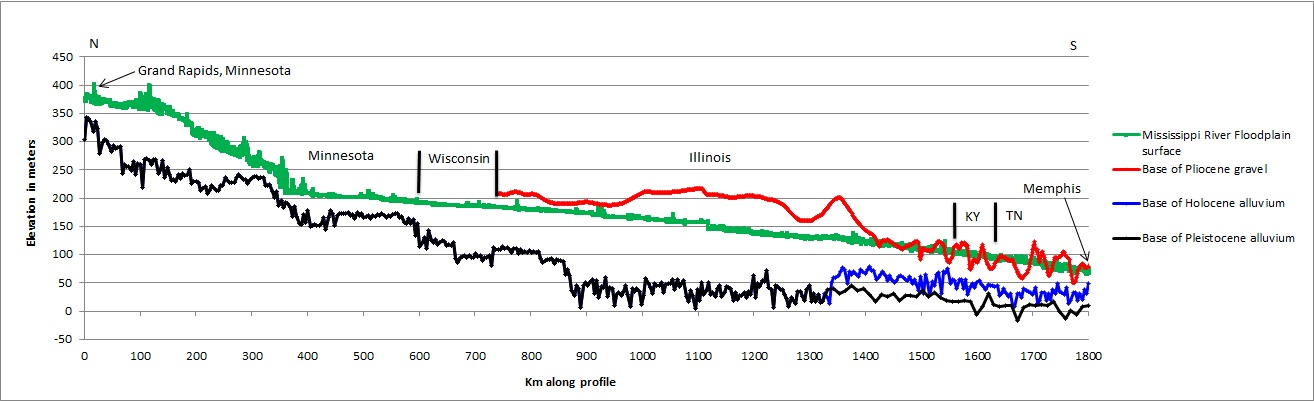 N
S
450
400
350
300
250
200
150
100
50
0
-50
Elevation in meters
Grand Rapids, Minnesota
Minnesota
Wisconsin
Illinois
KY
TN
Memphis
0 100 200 300 400 500 600 700 800 900 1000 1100 1200 1300 1400 1500 1600 1700 1800
Km along profile
Mississippi River Floodplain
surface
Base of Pliocene gravel
Base of Holocene alluvium
Base of Pleistocene alluvium